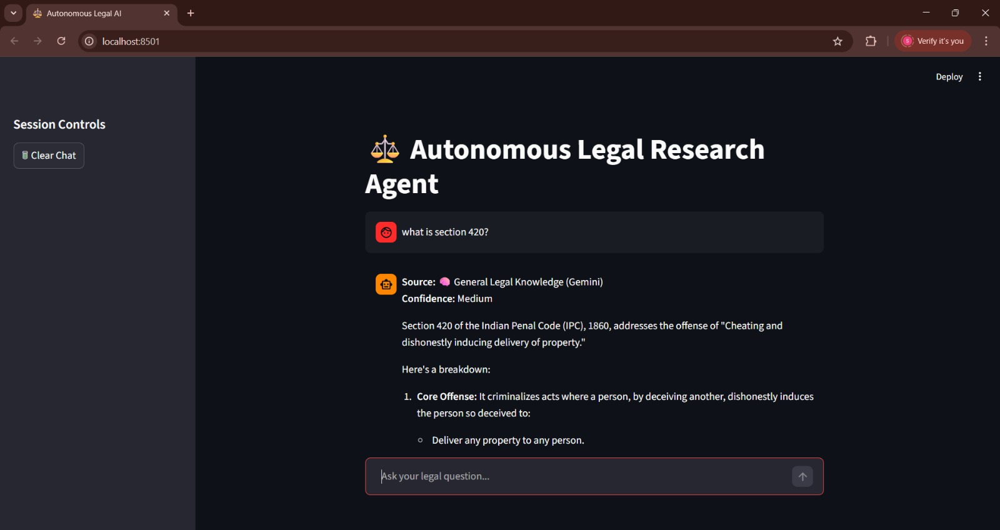 Autonomous Legal AI
localhost:8501
Verify it's you
Deploy
Session Controls
Clear Chat
Autonomous Legal Research
Agent
what is section 420?
Source: 🧠 General Legal Knowledge (Gemini)
Confidence: Medium
Section 420 of the Indian Penal Code (IPC), 1860, addresses the offense of "Cheating and
dishonestly inducing delivery of property."
Here's a breakdown:
1. Core Offense: It criminalizes acts where a person, by deceiving another, dishonestly induces
the person so deceived to:
Deliver any property to any person.
Ask your legal question...